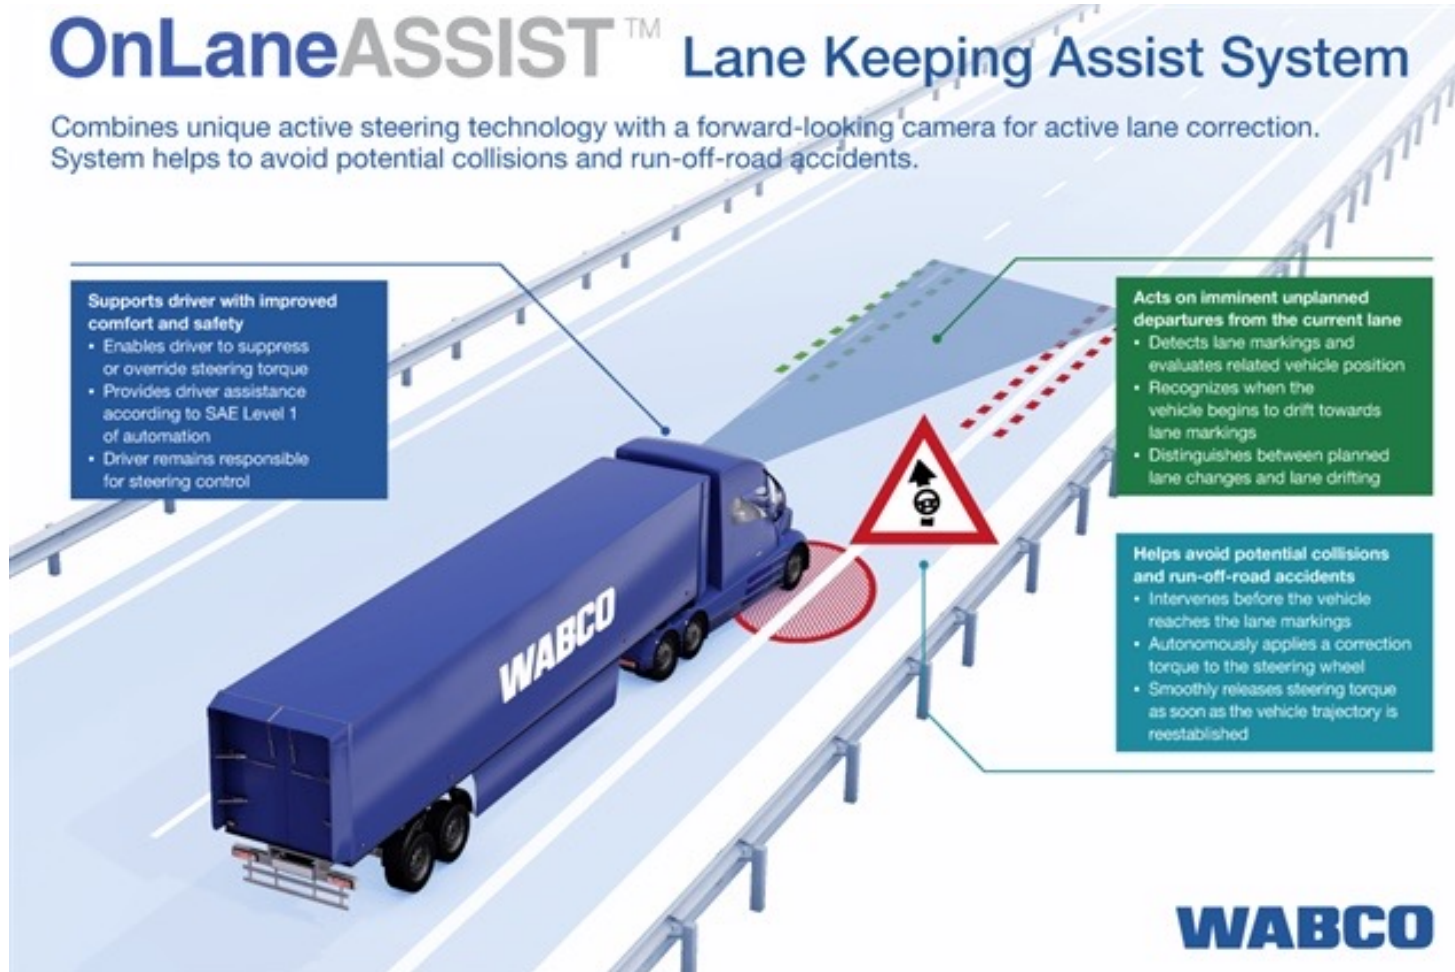 OnLaneASSIST™ Lane Keeping Assist System
Combines unique active steering technology with a forward-looking camera for active lane correction.
System helps to avoid potential collisions and run-off-road accidents.
Supports driver with improved
comfort and safety
• Enables driver to suppress
or override steering torque
• Provides driver assistance
according to SAE Level 1
of automation
• Driver remains responsible
for steering control
Acts on imminent unplanned
departures from the current lane
• Detects lane markings and
evaluates related vehicle position
• Recognizes when the
vehicle begins to drift towards
lane markings
• Distinguishes between planned
lane changes and lane drifting
Helps avoid potential collisions
and run-off-road accidents
• Intervenes before the vehicle
reaches the lane markings
• Autonomously applies a correction
torque to the steering wheel
• Smoothly releases steering torque
as soon as the vehicle trajectory is
reestablished
WABCO
WABCO